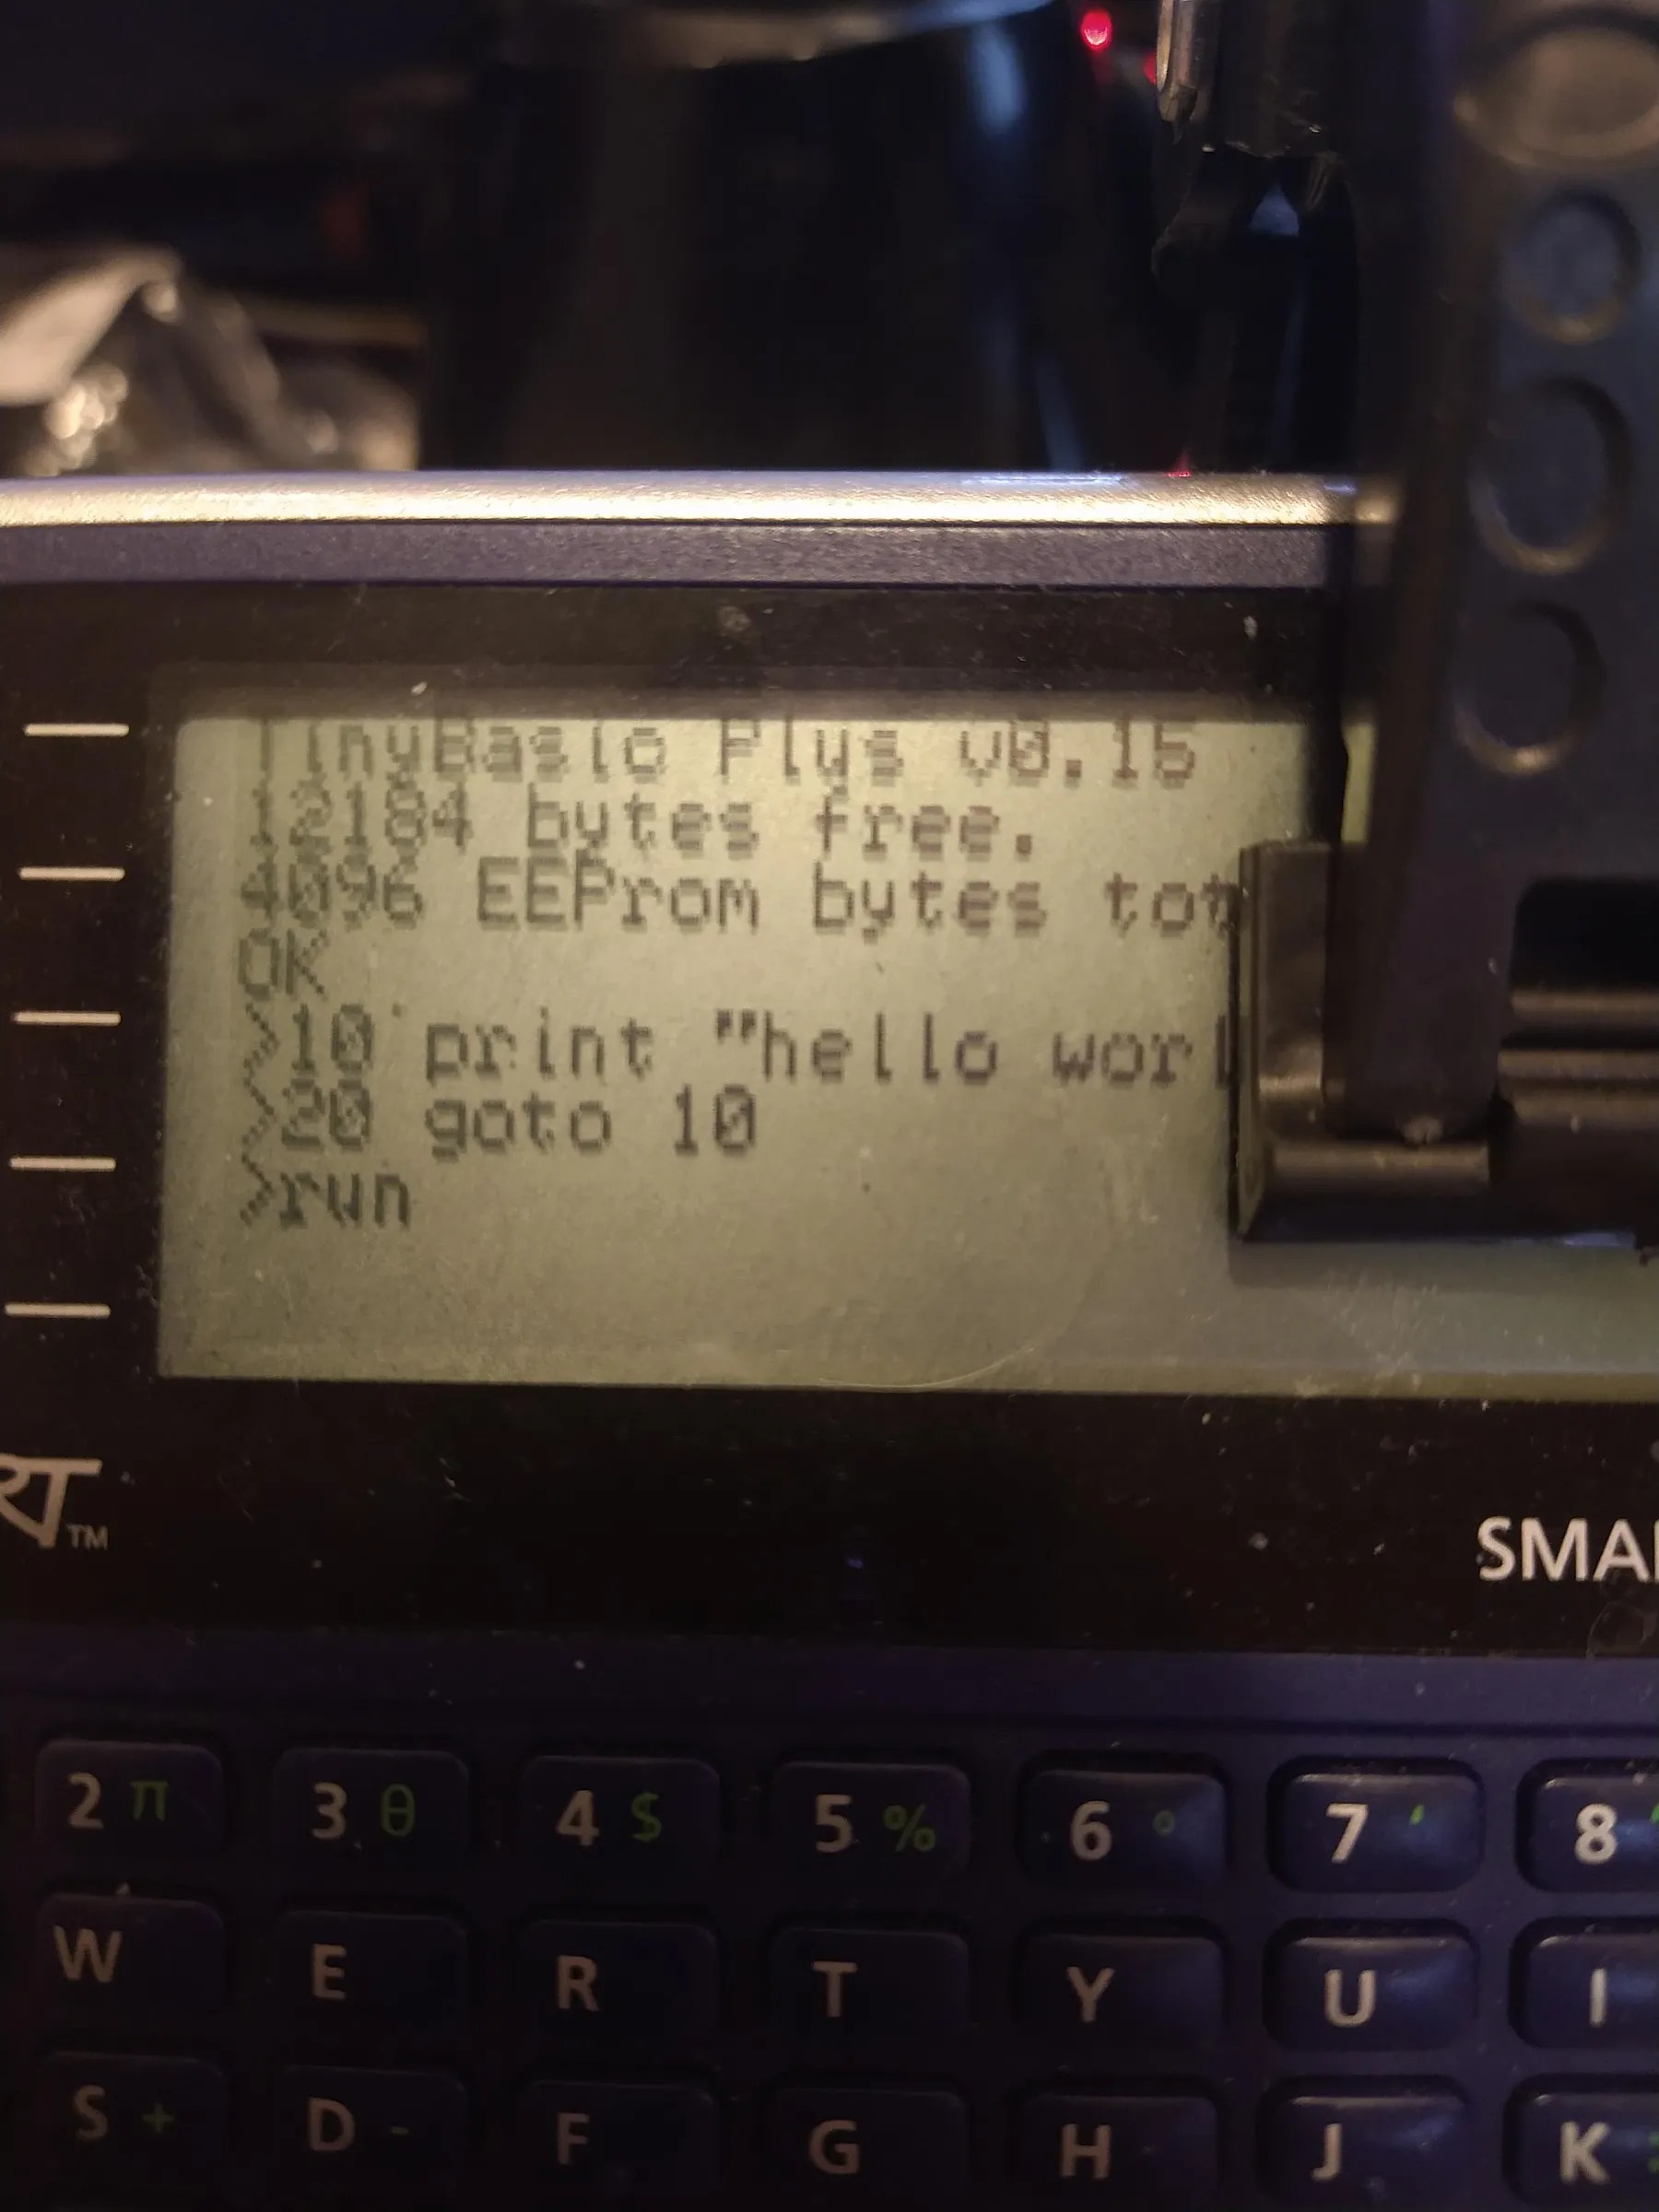 TinyBasic Plus v0.15
12184 bytes free.
4096 EEProm bytes
OK
>10 print "hello
>20 goto 10
>run
TM
2 π 3 θ 4 $ 5 % 6 ° 7 ' 8
W E R T Y U I
S + D - F G H J K